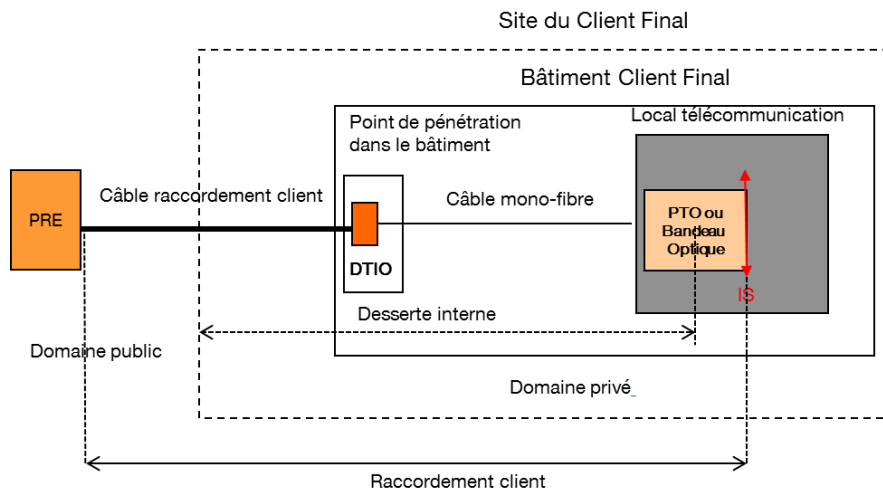 Site du Client Final
Bâtiment Client Final
Local télécommunication
Point de pénétration
dans le bâtiment
Câble raccordement client
Câble mono-fibre
PRE
PTO ou
Bandeau
Optique
DTIO
IS
Desserte interne
Domaine public
Domaine privé
Raccordement client